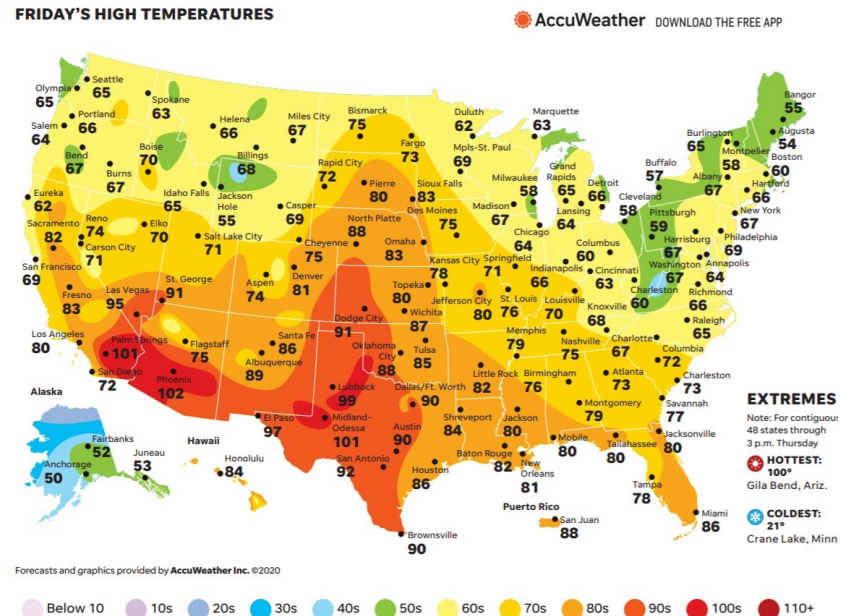 FRIDAY'S HIGH TEMPERATURES
AccuWeather DOWNLOAD THE FREE APP
Seattle
65
Olympia
65
Spokane
63
Portland
66
Salem
64
Bend
67
Burns
67
Boise
70
Helena
66
Billings
68
Miles City
67
Bismarck
75
Fargo
73
Duluth
62
Mpls-St. Paul
69
Marquette
63
Bangor
55
Augusta
54
Burlington
65
Montpelier
58
Boston
60
Albany
67
Hartford
66
Buffalo
57
New York
67
Philadelphia
69
Eureka
62
Idaho Falls
65
Jackson
Hole
55
Casper
69
Rapid City
72
Pierre
80
Sioux Falls
83
Des Moines
75
Milwaukee
58
Madison
67
Grand
Rapids
65
Lansing
64
Detroit
66
Cleveland
58
Pittsburgh
59
Harrisburg
67
Sacramento
82
Reno
74
Carson City
71
Elko
70
Salt Lake City
71
Cheyenne
75
North Platte
88
Omaha
83
Chicago
64
Columbus
60
Washington
67
Annapolis
64
San Francisco
69
Fresno
83
Las Vegas
95
St. George
91
Aspen
74
Denver
81
Topeka
80
Kansas City
78
Springfield
71
Jefferson City
80
St. Louis
76
Indianapolis
66
Cincinnati
63
Louisville
70
Charleston
60
Richmond
66
Raleigh
65
Los Angeles
80
Palm Springs
101
San Diego
72
Phoenix
102
Flagstaff
75
Santa Fe
86
Albuquerque
89
Dodge City
91
Wichita
87
Oklahoma
City
88
Tulsa
85
Memphis
79
Nashville
75
Knoxville
68
Charlotte
67
Columbia
72
Lubbock
99
Dallas/Ft. Worth
90
Little Rock
82
Birmingham
76
Atlanta
73
Charleston
73
El Paso
97
Midland-
Odessa
101
Austin
90
San Antonio
92
Houston
86
Shreveport
84
Jackson
80
Baton Rouge
82
New
Orleans
81
Mobile
80
Montgomery
79
Tallahassee
80
Savannah
77
Jacksonville
80
Tampa
78
Miami
86
Brownsville
90
Alaska
Fairbanks
52
Anchorage
50
Juneau
53
Hawaii
Honolulu
84
Puerto Rico
San Juan
88
EXTREMES
Note: For contiguous
48 states through
3 p.m. Thursday
HOTTEST:
100°
Gila Bend, Ariz.
COLDEST:
21°
Crane Lake, Minn
Forecasts and graphics provided by AccuWeather Inc. ©2020
Below 10 10s 20s 30s 40s 50s 60s 70s 80s 90s 100s 110+